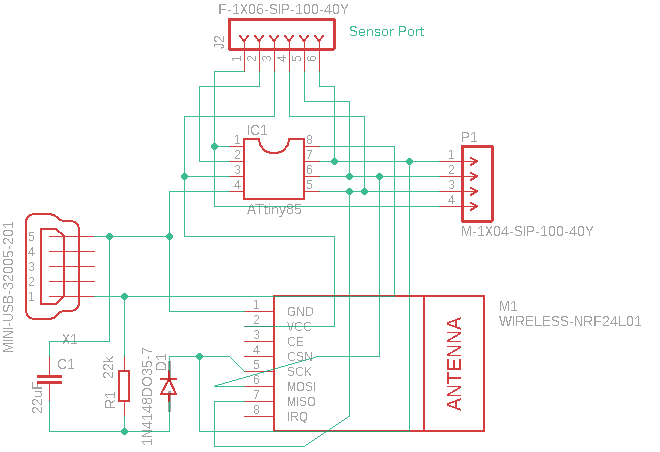 F-1X06-SIP-100-40Y
J2
Sensor Port
1
2
3
4
5
6
IC1
1
2
3
4
8
7
6
5
ATtiny85
P1
1
2
3
4
M-1X04-SIP-100-40Y
MINI-USB-32005-201
5
4
3
2
1
X1
C1
22uF
22k
R1
D1
1N4148DO35-7
M1
WIRELESS-NRF24L01
1 GND
2 VCC
3 CE
4 CSN
5 SCK
6 MOSI
7 MISO
8 IRQ
ANTENNA